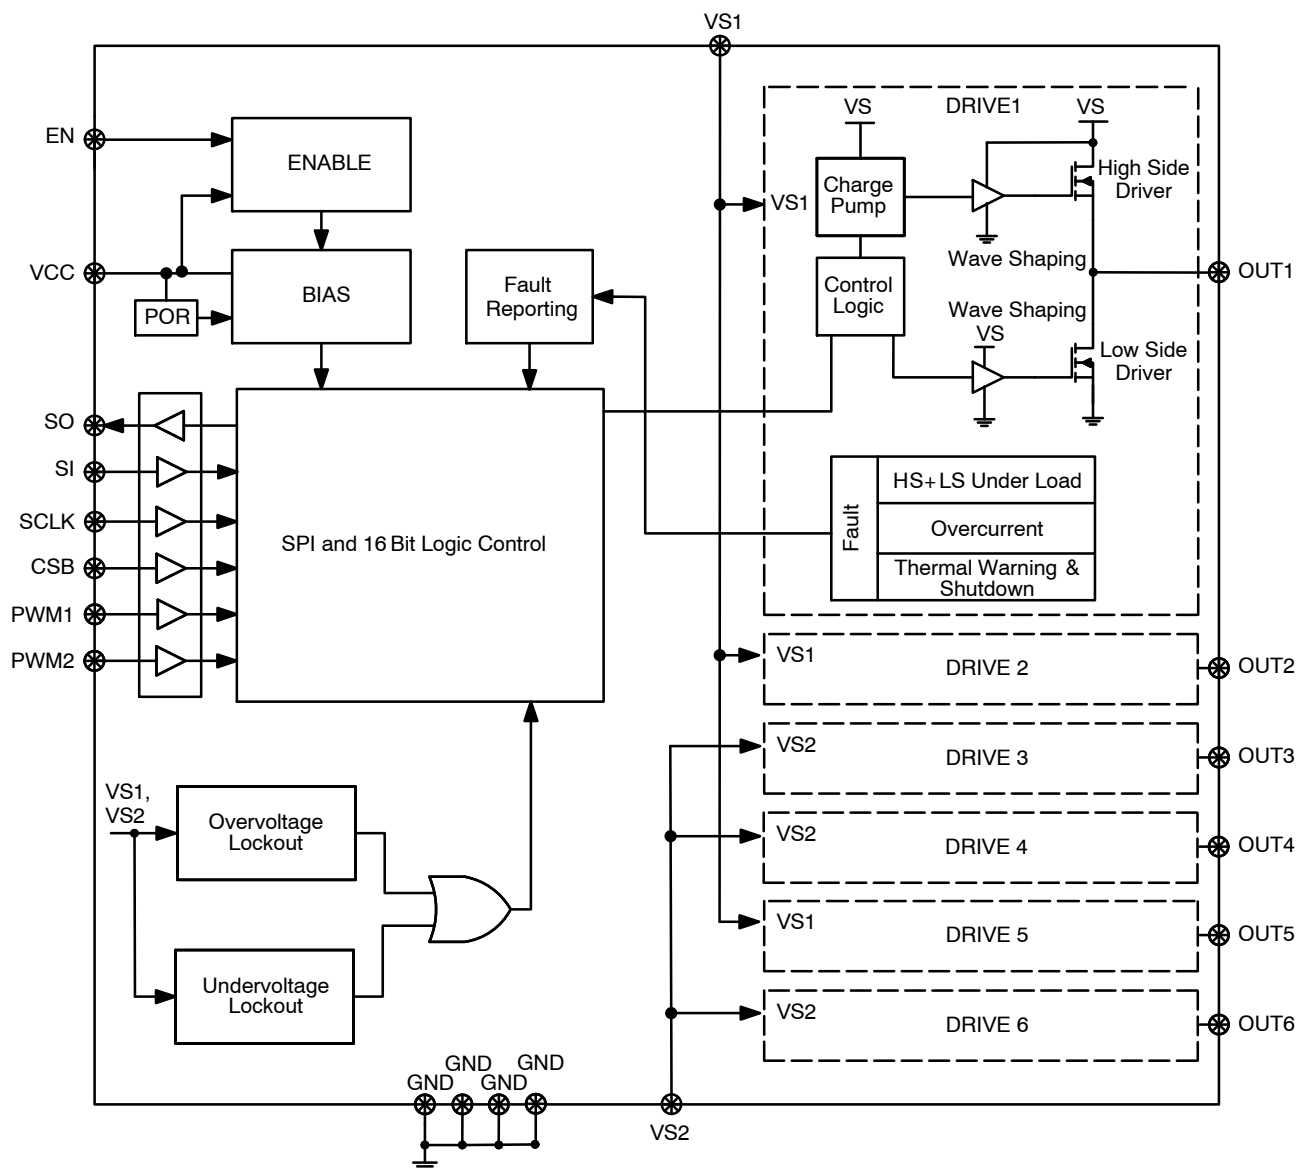 VS1
EN
ENABLE
VCC
BIAS
POR
Fault
Reporting
SO
SI
SCLK
CSB
PWM1
PWM2
SPI and 16 Bit Logic Control
VS1,
VS2
Overvoltage
Lockout
Undervoltage
Lockout
GND
GND
GND
GND
VS2
DRIVE1
VS
VS
VS1
Charge
Pump
High Side
Driver
Wave Shaping
OUT1
Control
Logic
Wave Shaping
VS
Low Side
Driver
Fault
HS+LS Under Load
Overcurrent
Thermal Warning &
Shutdown
VS1
DRIVE 2
OUT2
VS2
DRIVE 3
OUT3
VS2
DRIVE 4
OUT4
VS1
DRIVE 5
OUT5
VS2
DRIVE 6
OUT6